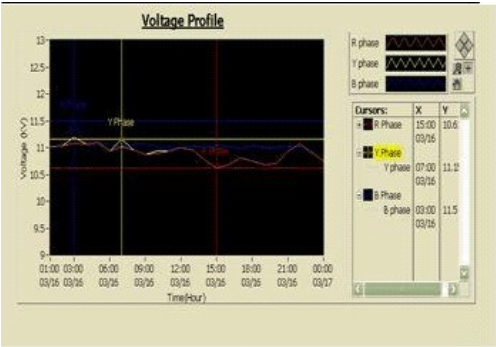 Voltage Profile
13-
12.5-
12-
11.5
11-
10.5-
10-
9.5-
9-
Voltage (KV)
Y Phase
01:00 03:00 06:00 09:00 12:00 15:00 18:00 21:00 00:00
03/16 03/16 03/16 03/16 03/16 03/16 03/16 03/16 03/17
Time(Hour)
R phase
Y phase
B phase
Cursors: X Y
R Phase 15:00 10.6
03/16
Y Phase
Y phase 07:00 11.1
03/16
B Phase
B phase 03:00 11.5
03/16